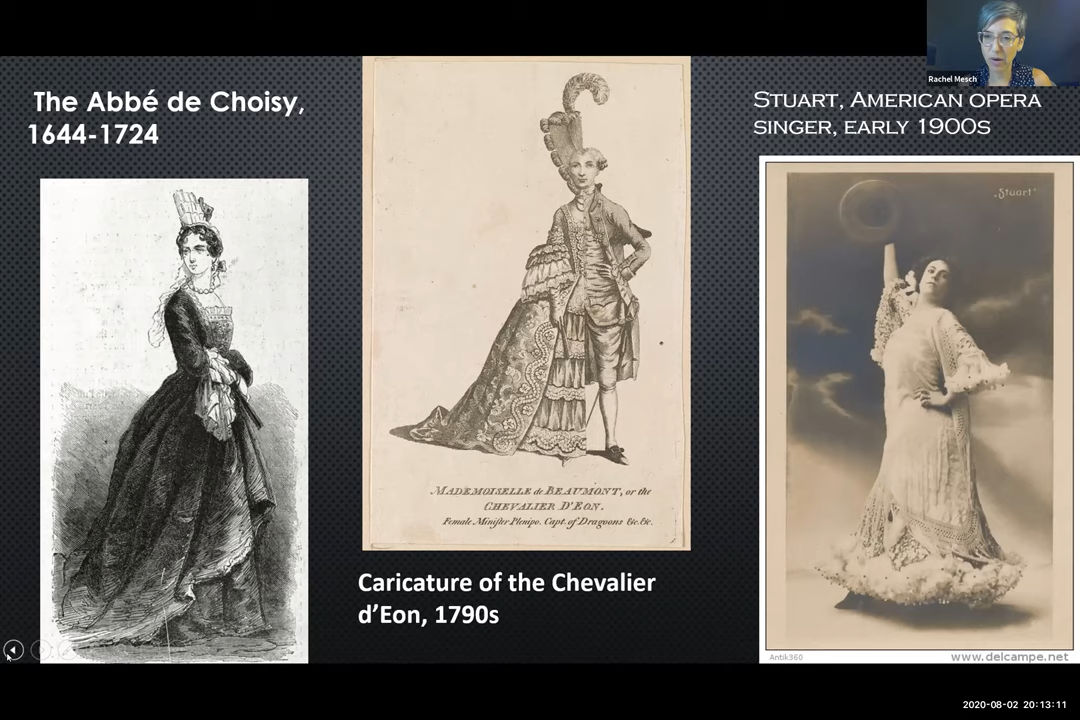 Rachel Mesch
The Abbé de Choisy,
1644-1724
MADEMOISELLE de BEAUMONT, or the
CHEVALIER D'EON.
Female Miniſter Plenipo. Capt. of Dragoons &c. &c.
Caricature of the Chevalier
d’Eon, 1790s
STUART, AMERICAN OPERA
SINGER, EARLY 1900S
„Stuart“
Antik360
www.delcampe.net
2020-08-02 20:13:11